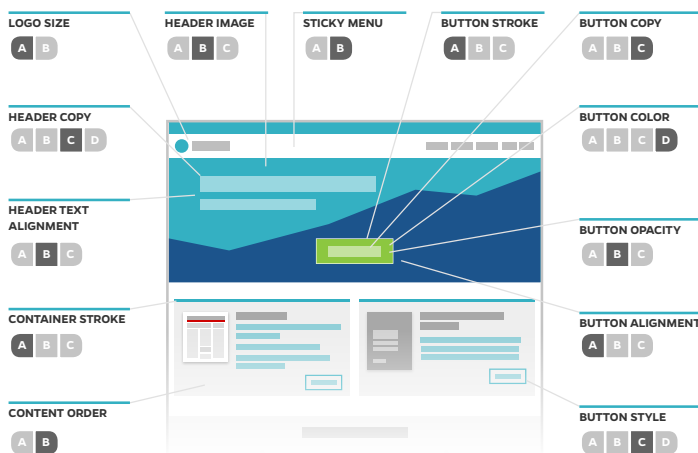 LOGO SIZE
A B
HEADER IMAGE
A B C
STICKY MENU
A B
BUTTON STROKE
A B C
BUTTON COPY
A B C
HEADER COPY
A B C D
BUTTON COLOR
A B C D
HEADER TEXT
ALIGNMENT
A B C
BUTTON OPACITY
A B C
CONTAINER STROKE
A B C
BUTTON ALIGNMENT
A B C
CONTENT ORDER
A B
BUTTON STYLE
A B C D